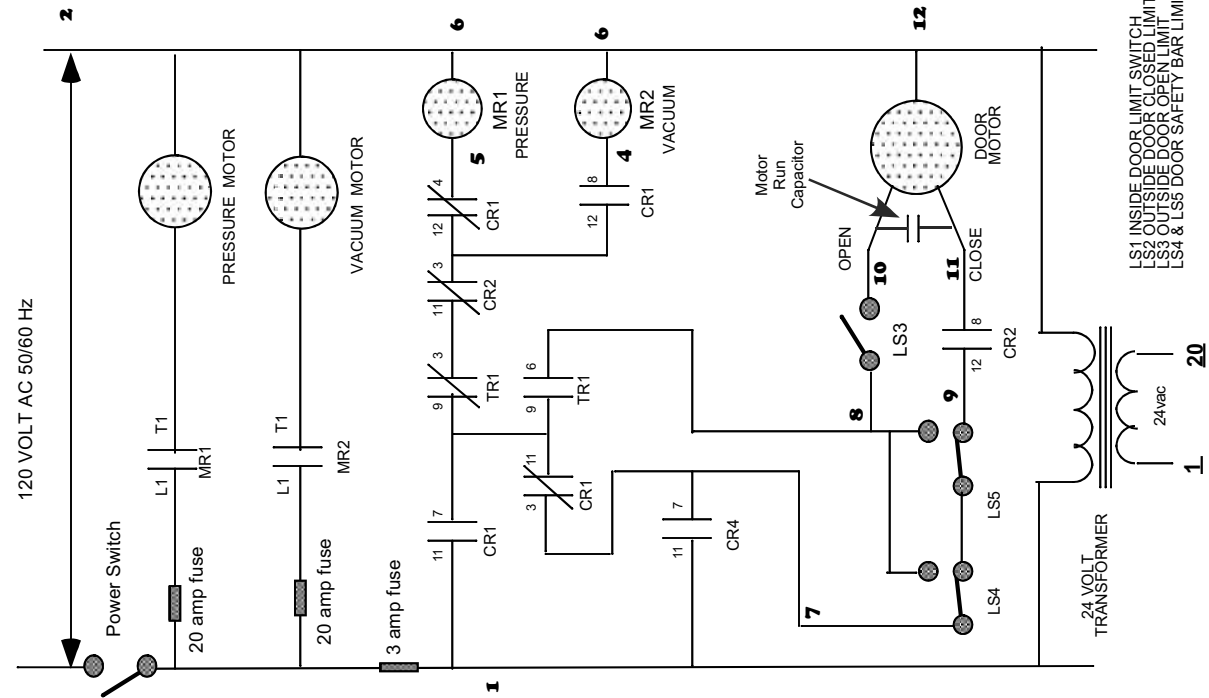 120 VOLT AC 50/60 Hz
2
Power Switch
20 amp fuse
L1
T1
MR1
PRESSURE MOTOR
20 amp fuse
L1
T1
MR2
VACUUM MOTOR
3 amp fuse
1
11
7
CR1
9
3
TR1
11
3
CR2
12
4
CR1
5
MR1
PRESSURE
6
12
8
CR1
4
MR2
VACUUM
6
3
11
CR1
9
6
TR1
11
7
CR4
7
LS4
LS5
8
LS3
10
OPEN
Motor
Run
Capacitor
9
12
8
CR2
11
CLOSE
DOOR
MOTOR
12
24 VOLT
TRANSFORMER
1
24vac
20
LS1 INSIDE DOOR LIMIT SWITCH
LS2 OUTSIDE DOOR CLOSED LIMIT
LS3 OUTSIDE DOOR OPEN LIMIT
LS4 & LS5 DOOR SAFETY BAR LIM